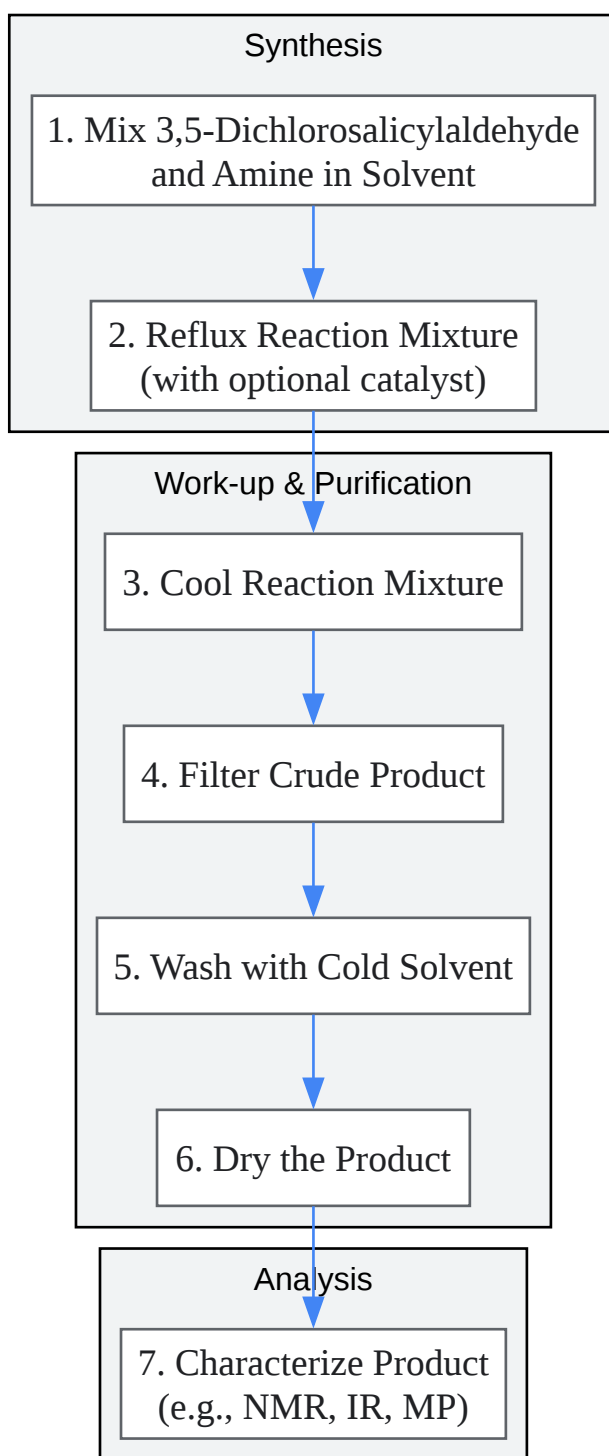 Synthesis
1. Mix 3,5-Dichlorosalicylaldehyde
and Amine in Solvent
2. Reflux Reaction Mixture
(with optional catalyst)
Work-up & Purification
3. Cool Reaction Mixture
4. Filter Crude Product
5. Wash with Cold Solvent
6. Dry the Product
Analysis
7. Characterize Product
(e.g., NMR, IR, MP)